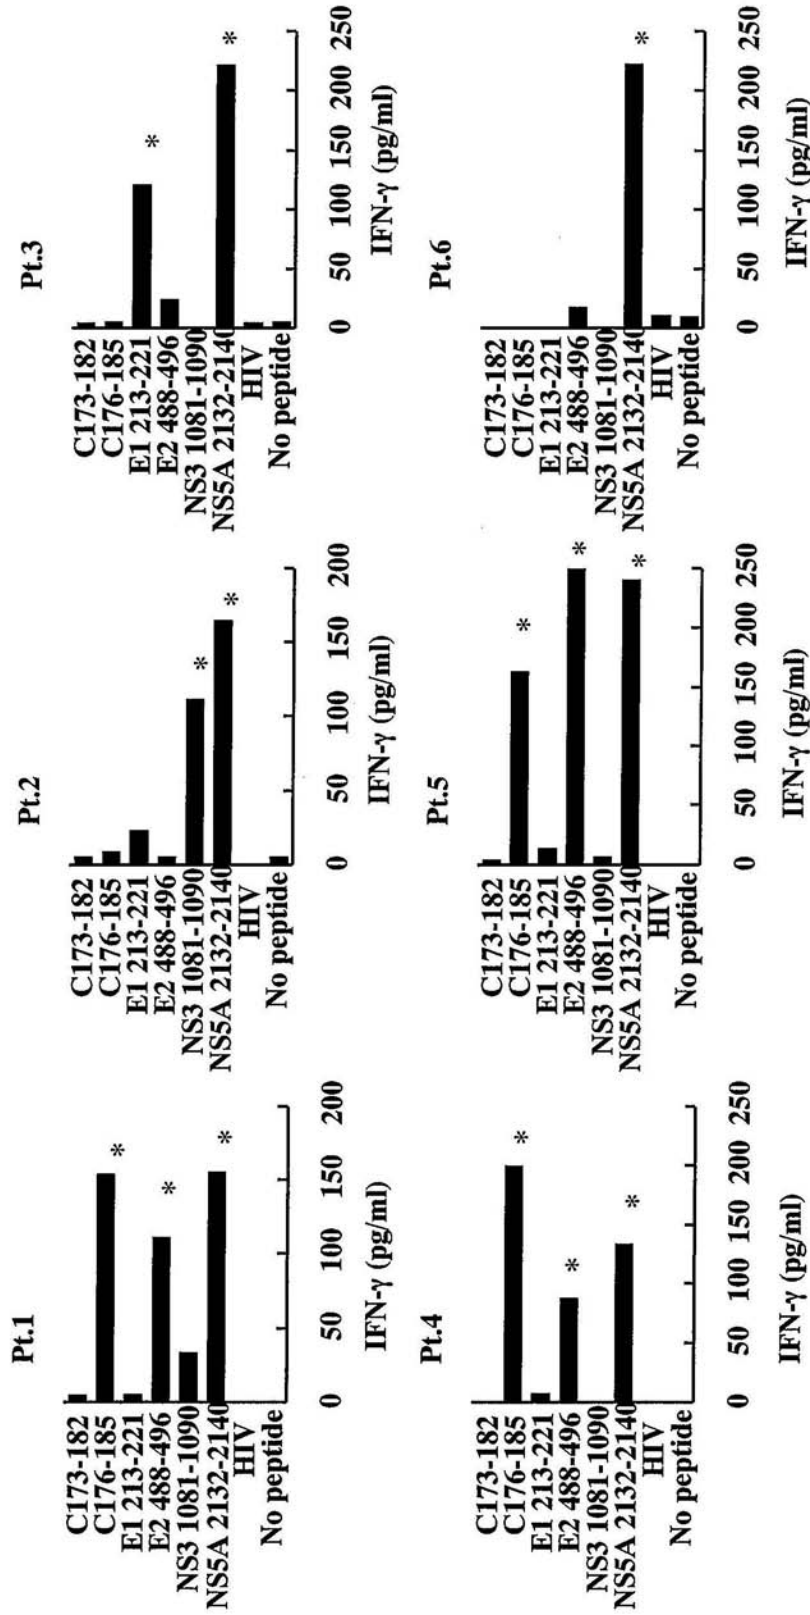 Pt.1
C173-182
C176-185
E1 213-221
E2 488-496
NS3 1081-1090
NS5A 2132-2140
HIV
No peptide
* * *
0 50 100 150 200
IFN-γ (pg/ml)
Pt.2
C173-182
C176-185
E1 213-221
E2 488-496
NS3 1081-1090
NS5A 2132-2140
HIV
No peptide
* *
0 50 100 150 200
IFN-γ (pg/ml)
Pt.3
C173-182
C176-185
E1 213-221
E2 488-496
NS3 1081-1090
NS5A 2132-2140
HIV
No peptide
* *
0 50 100 150 200 250
IFN-γ (pg/ml)
Pt.4
C173-182
C176-185
E1 213-221
E2 488-496
NS3 1081-1090
NS5A 2132-2140
HIV
No peptide
* * *
0 50 100 150 200 250
IFN-γ (pg/ml)
Pt.5
C173-182
C176-185
E1 213-221
E2 488-496
NS3 1081-1090
NS5A 2132-2140
HIV
No peptide
* * *
0 50 100 150 200 250
IFN-γ (pg/ml)
Pt.6
C173-182
C176-185
E1 213-221
E2 488-496
NS3 1081-1090
NS5A 2132-2140
HIV
No peptide
*
0 50 100 150 200 250
IFN-γ (pg/ml)